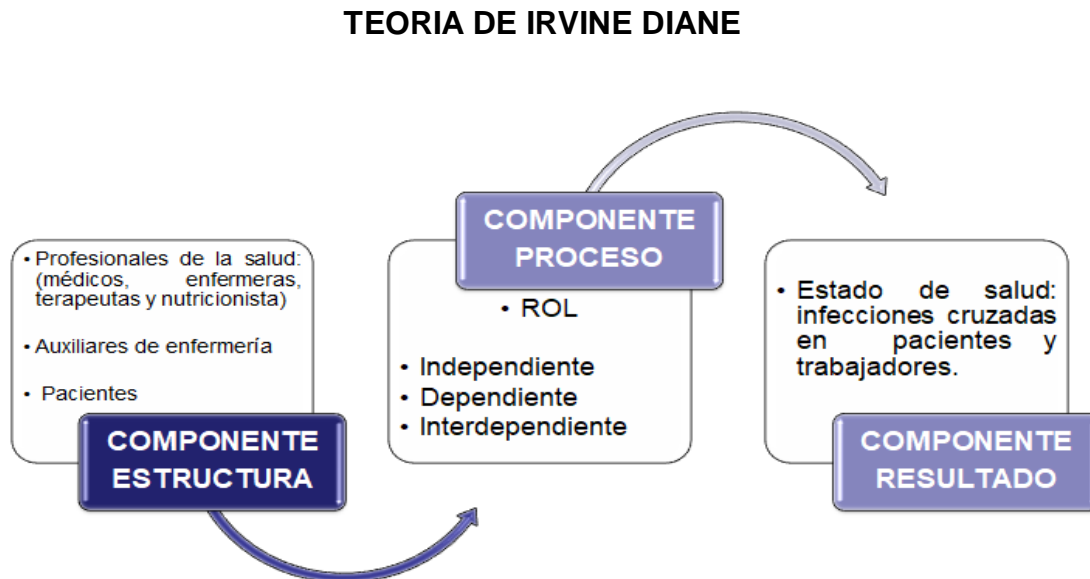 TEORIA DE IRVINE DIANE
• Profesionales de la salud:
(médicos, enfermeras,
terapeutas y nutricionista)
• Auxiliares de enfermería
• Pacientes
COMPONENTE
ESTRUCTURA
COMPONENTE
PROCESO
• ROL
• Independiente
• Dependiente
• Interdependiente
• Estado de salud:
infecciones cruzadas
en pacientes y
trabajadores.
COMPONENTE
RESULTADO